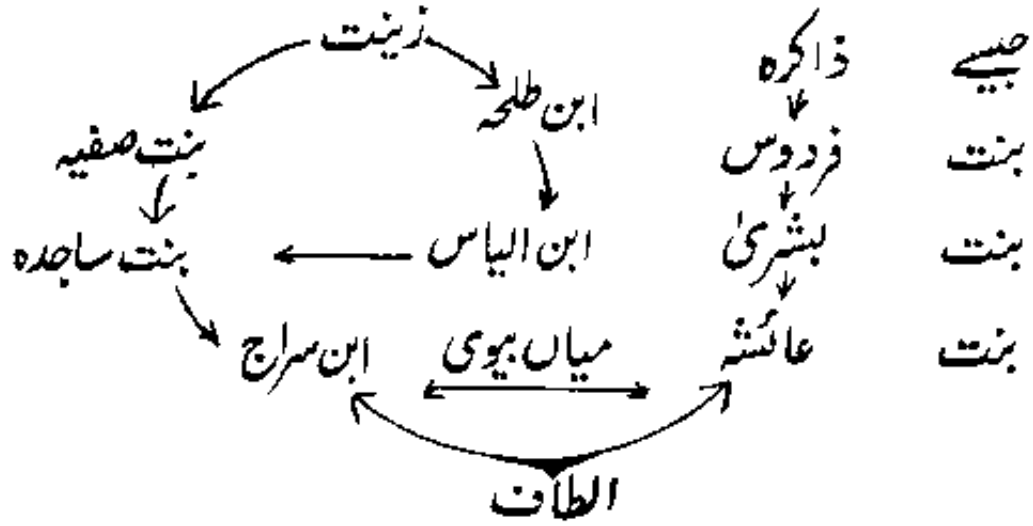 جیسے ذاکرہ زینت
ابن طلحہ
بنت فردوس بنت صفیہ
بنت بشریٰ ابن الیاس بنت ساجدہ
بنت عائشہ میاں بیوی ابن سراج
الطاف